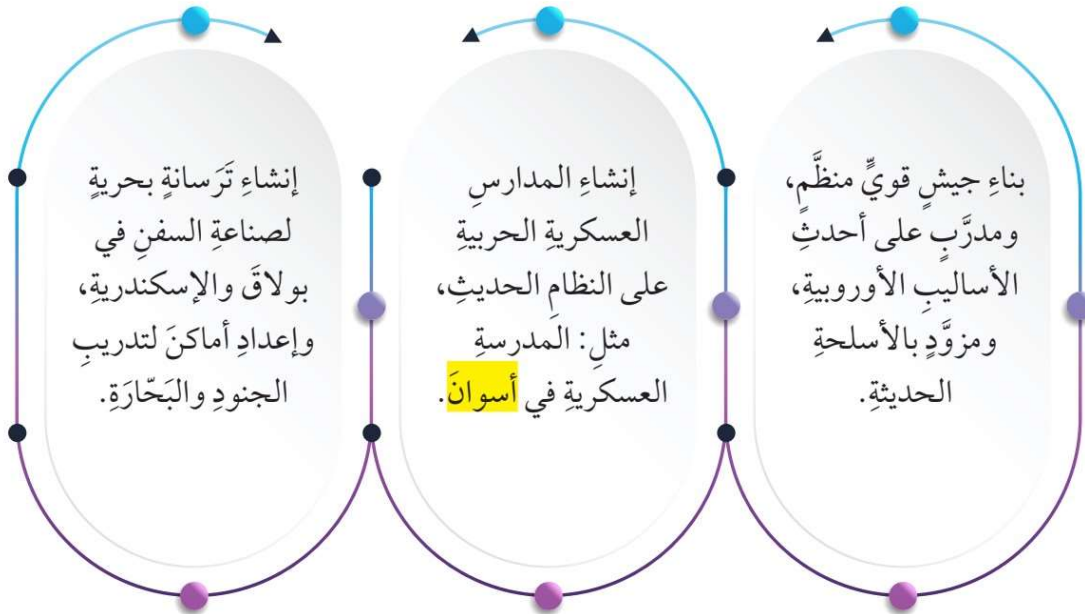 بناءِ جيشٍ قويٍّ منظَّمٍ،
ومدرَّبٍ على أحدثِ
الأساليبِ الأوروبيةِ،
ومزوَّدٍ بالأسلحةِ
الحديثةِ.
إنشاءِ المدارسِ
العسكريةِ الحربيةِ
على النظامِ الحديثِ،
مثلِ: المدرسةِ
العسكريةِ في أسوانَ.
إنشاءِ تَرَسانةٍ بحريةٍ
لصناعةِ السفنِ في
بولاقَ والإسكندريةِ،
وإعدادِ أماكنَ لتدريبِ
الجنودِ والبَحّارَةِ.